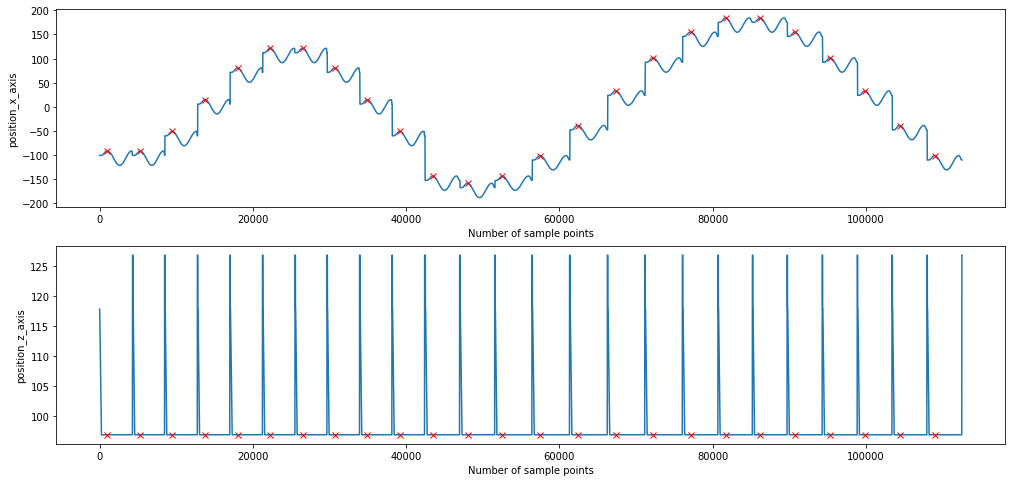 200
150
100
50
0
−50
−100
−150
−200
position_x_axis
0 20000 40000 60000 80000 100000
Number of sample points
125
120
115
110
105
100
position_z_axis
0 20000 40000 60000 80000 100000
Number of sample points